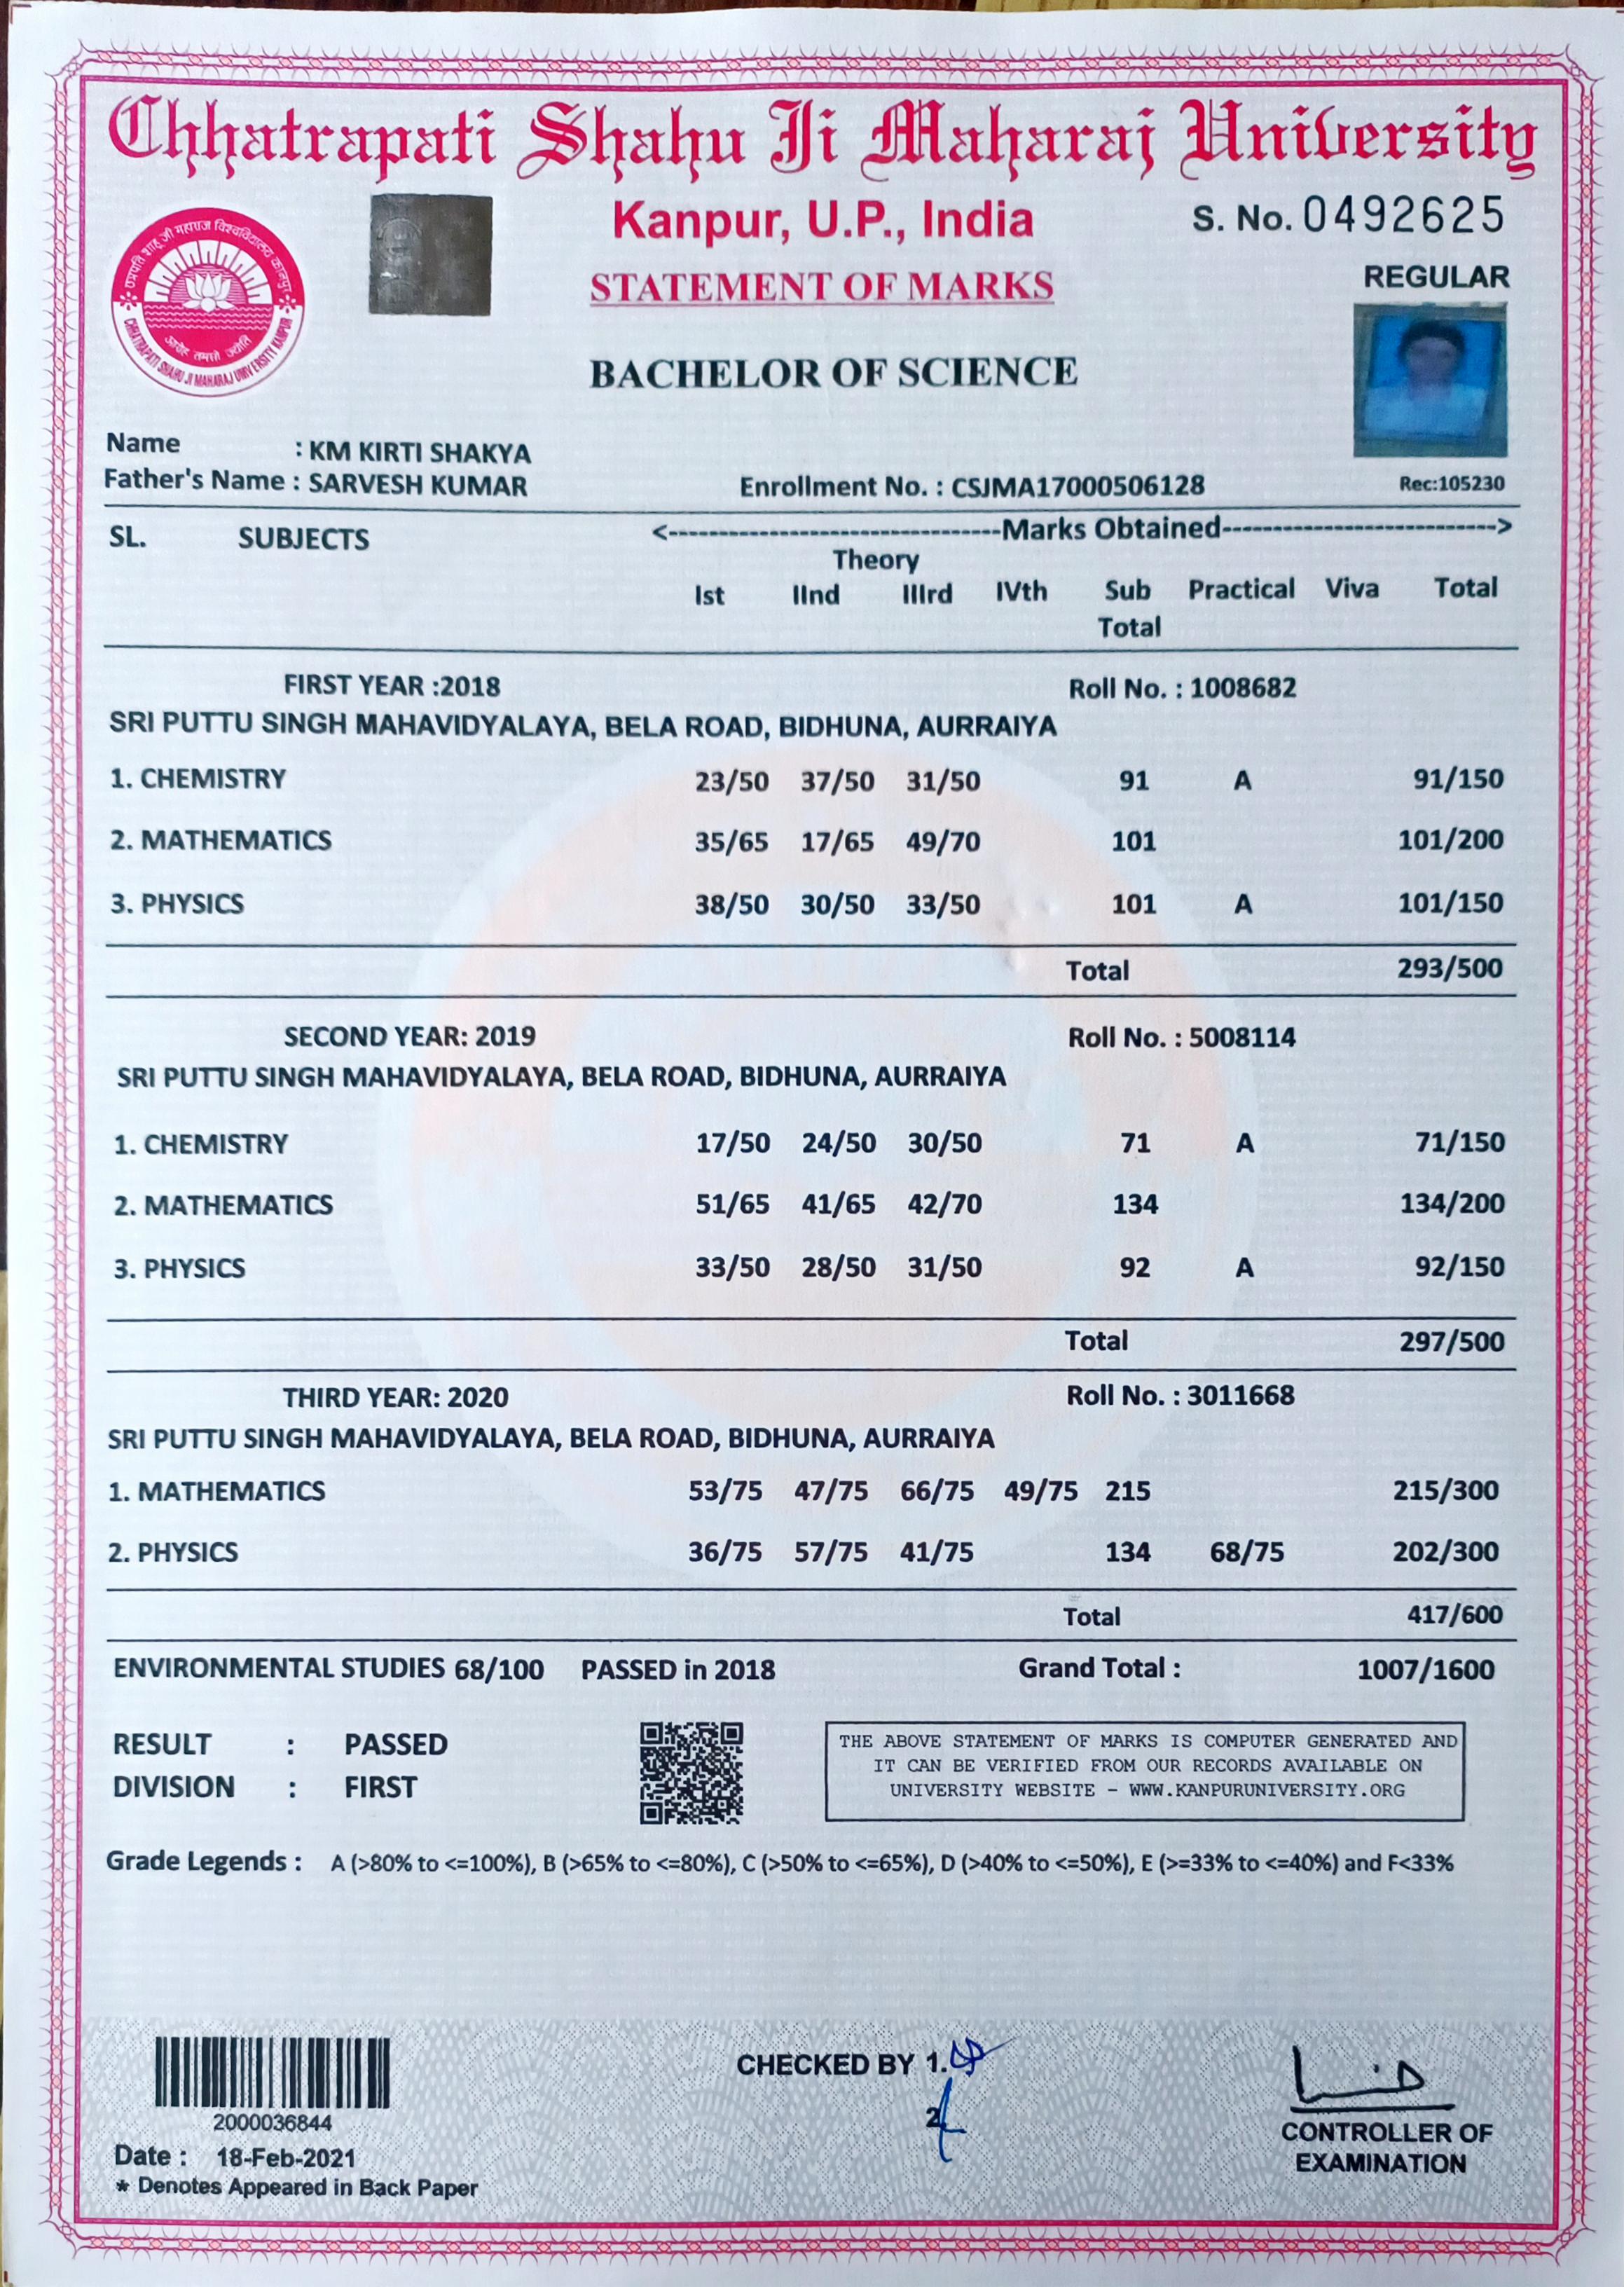 Chhatrapati Shahu Ji Maharaj University
Kanpur, U.P., India
S. No. 0492625
STATEMENT OF MARKS
REGULAR
BACHELOR OF SCIENCE
छत्रपति शाहू जी महाराज विश्वविद्यालय कानपुर
आरोह तमसो ज्योति
CHHATRAPATI SHAHU JI MAHARAJ UNIVERSITY KANPUR
Name : KM KIRTI SHAKYA
Father's Name : SARVESH KUMAR Enrollment No. : CSJMA17000506128 Rec:105230
SL. SUBJECTS <-----------------------------------Marks Obtained----------------------------->
Theory
Ist IInd IIIrd IVth Sub Practical Viva Total
Total
FIRST YEAR :2018 Roll No. : 1008682
SRI PUTTU SINGH MAHAVIDYALAYA, BELA ROAD, BIDHUNA, AURRAIYA
1. CHEMISTRY 23/50 37/50 31/50 91 A 91/150
2. MATHEMATICS 35/65 17/65 49/70 101 101/200
3. PHYSICS 38/50 30/50 33/50 101 A 101/150
Total 293/500
SECOND YEAR: 2019 Roll No. : 5008114
SRI PUTTU SINGH MAHAVIDYALAYA, BELA ROAD, BIDHUNA, AURRAIYA
1. CHEMISTRY 17/50 24/50 30/50 71 A 71/150
2. MATHEMATICS 51/65 41/65 42/70 134 134/200
3. PHYSICS 33/50 28/50 31/50 92 A 92/150
Total 297/500
THIRD YEAR: 2020 Roll No. : 3011668
SRI PUTTU SINGH MAHAVIDYALAYA, BELA ROAD, BIDHUNA, AURRAIYA
1. MATHEMATICS 53/75 47/75 66/75 49/75 215 215/300
2. PHYSICS 36/75 57/75 41/75 134 68/75 202/300
Total 417/600
ENVIRONMENTAL STUDIES 68/100 PASSED in 2018 Grand Total : 1007/1600
RESULT : PASSED
DIVISION : FIRST
THE ABOVE STATEMENT OF MARKS IS COMPUTER GENERATED AND
IT CAN BE VERIFIED FROM OUR RECORDS AVAILABLE ON
UNIVERSITY WEBSITE - WWW.KANPURUNIVERSITY.ORG
Grade Legends : A (>80% to <=100%), B (>65% to <=80%), C (>50% to <=65%), D (>40% to <=50%), E (>=33% to <=40%) and F<33%
CHECKED BY 1.
2
2000036844
Date : 18-Feb-2021
* Denotes Appeared in Back Paper
CONTROLLER OF
EXAMINATION